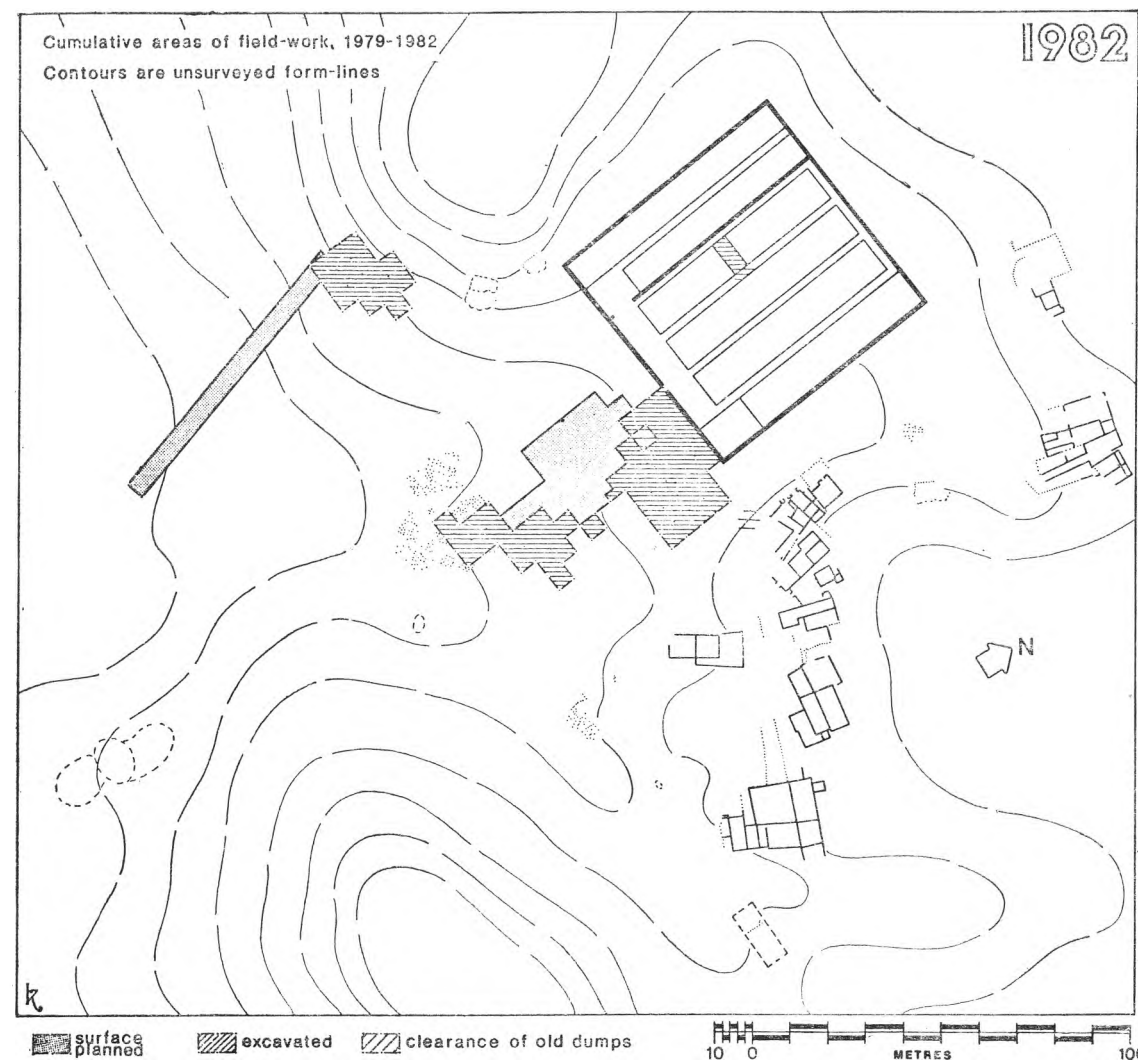 Cumulative areas of field-work, 1979-1982
Contours are unsurveyed form-lines
1982
N
surface planned
excavated
clearance of old dumps
10 0 METRES